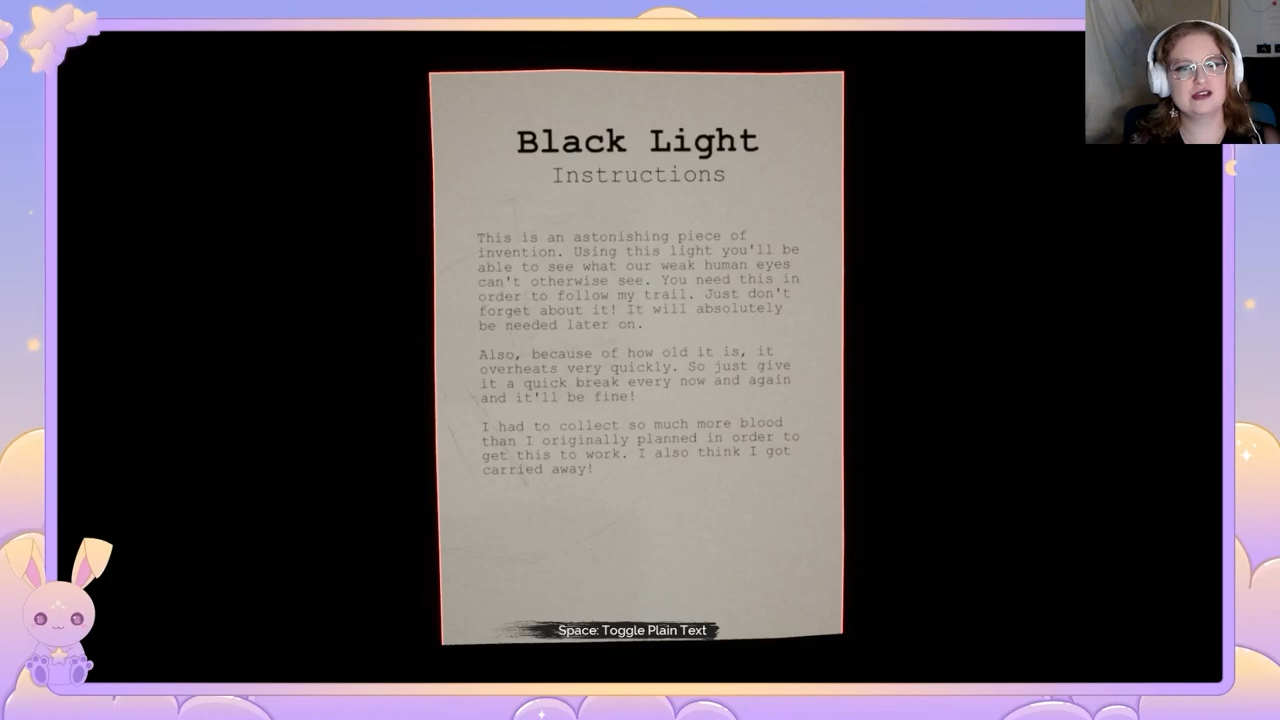 Black Light
Instructions
This is an astonishing piece of
invention. Using this light you'll be
able to see what our weak human eyes
can't otherwise see. You need this in
order to follow my trail. Just don't
forget about it! It will absolutely
be needed later on.
Also, because of how old it is, it
overheats very quickly. So just give
it a quick break every now and again
and it'll be fine!
I had to collect so much more blood
than I originally planned in order to
get this to work. I also think I got
carried away!
Space: Toggle Plain Text